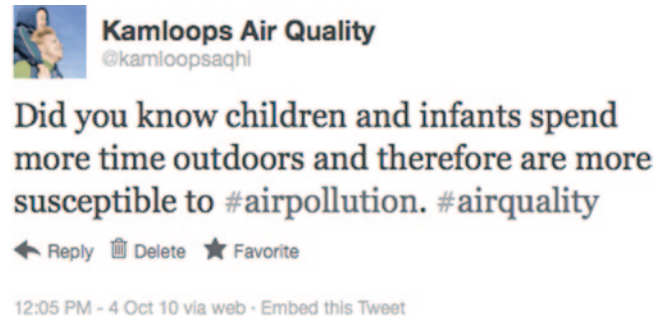 Kamloops Air Quality
@kamloopsaqhi
Did you know children and infants spend
more time outdoors and therefore are more
susceptible to #airpollution. #airquality
Reply Delete Favorite
12:05 PM - 4 Oct 10 via web · Embed this Tweet